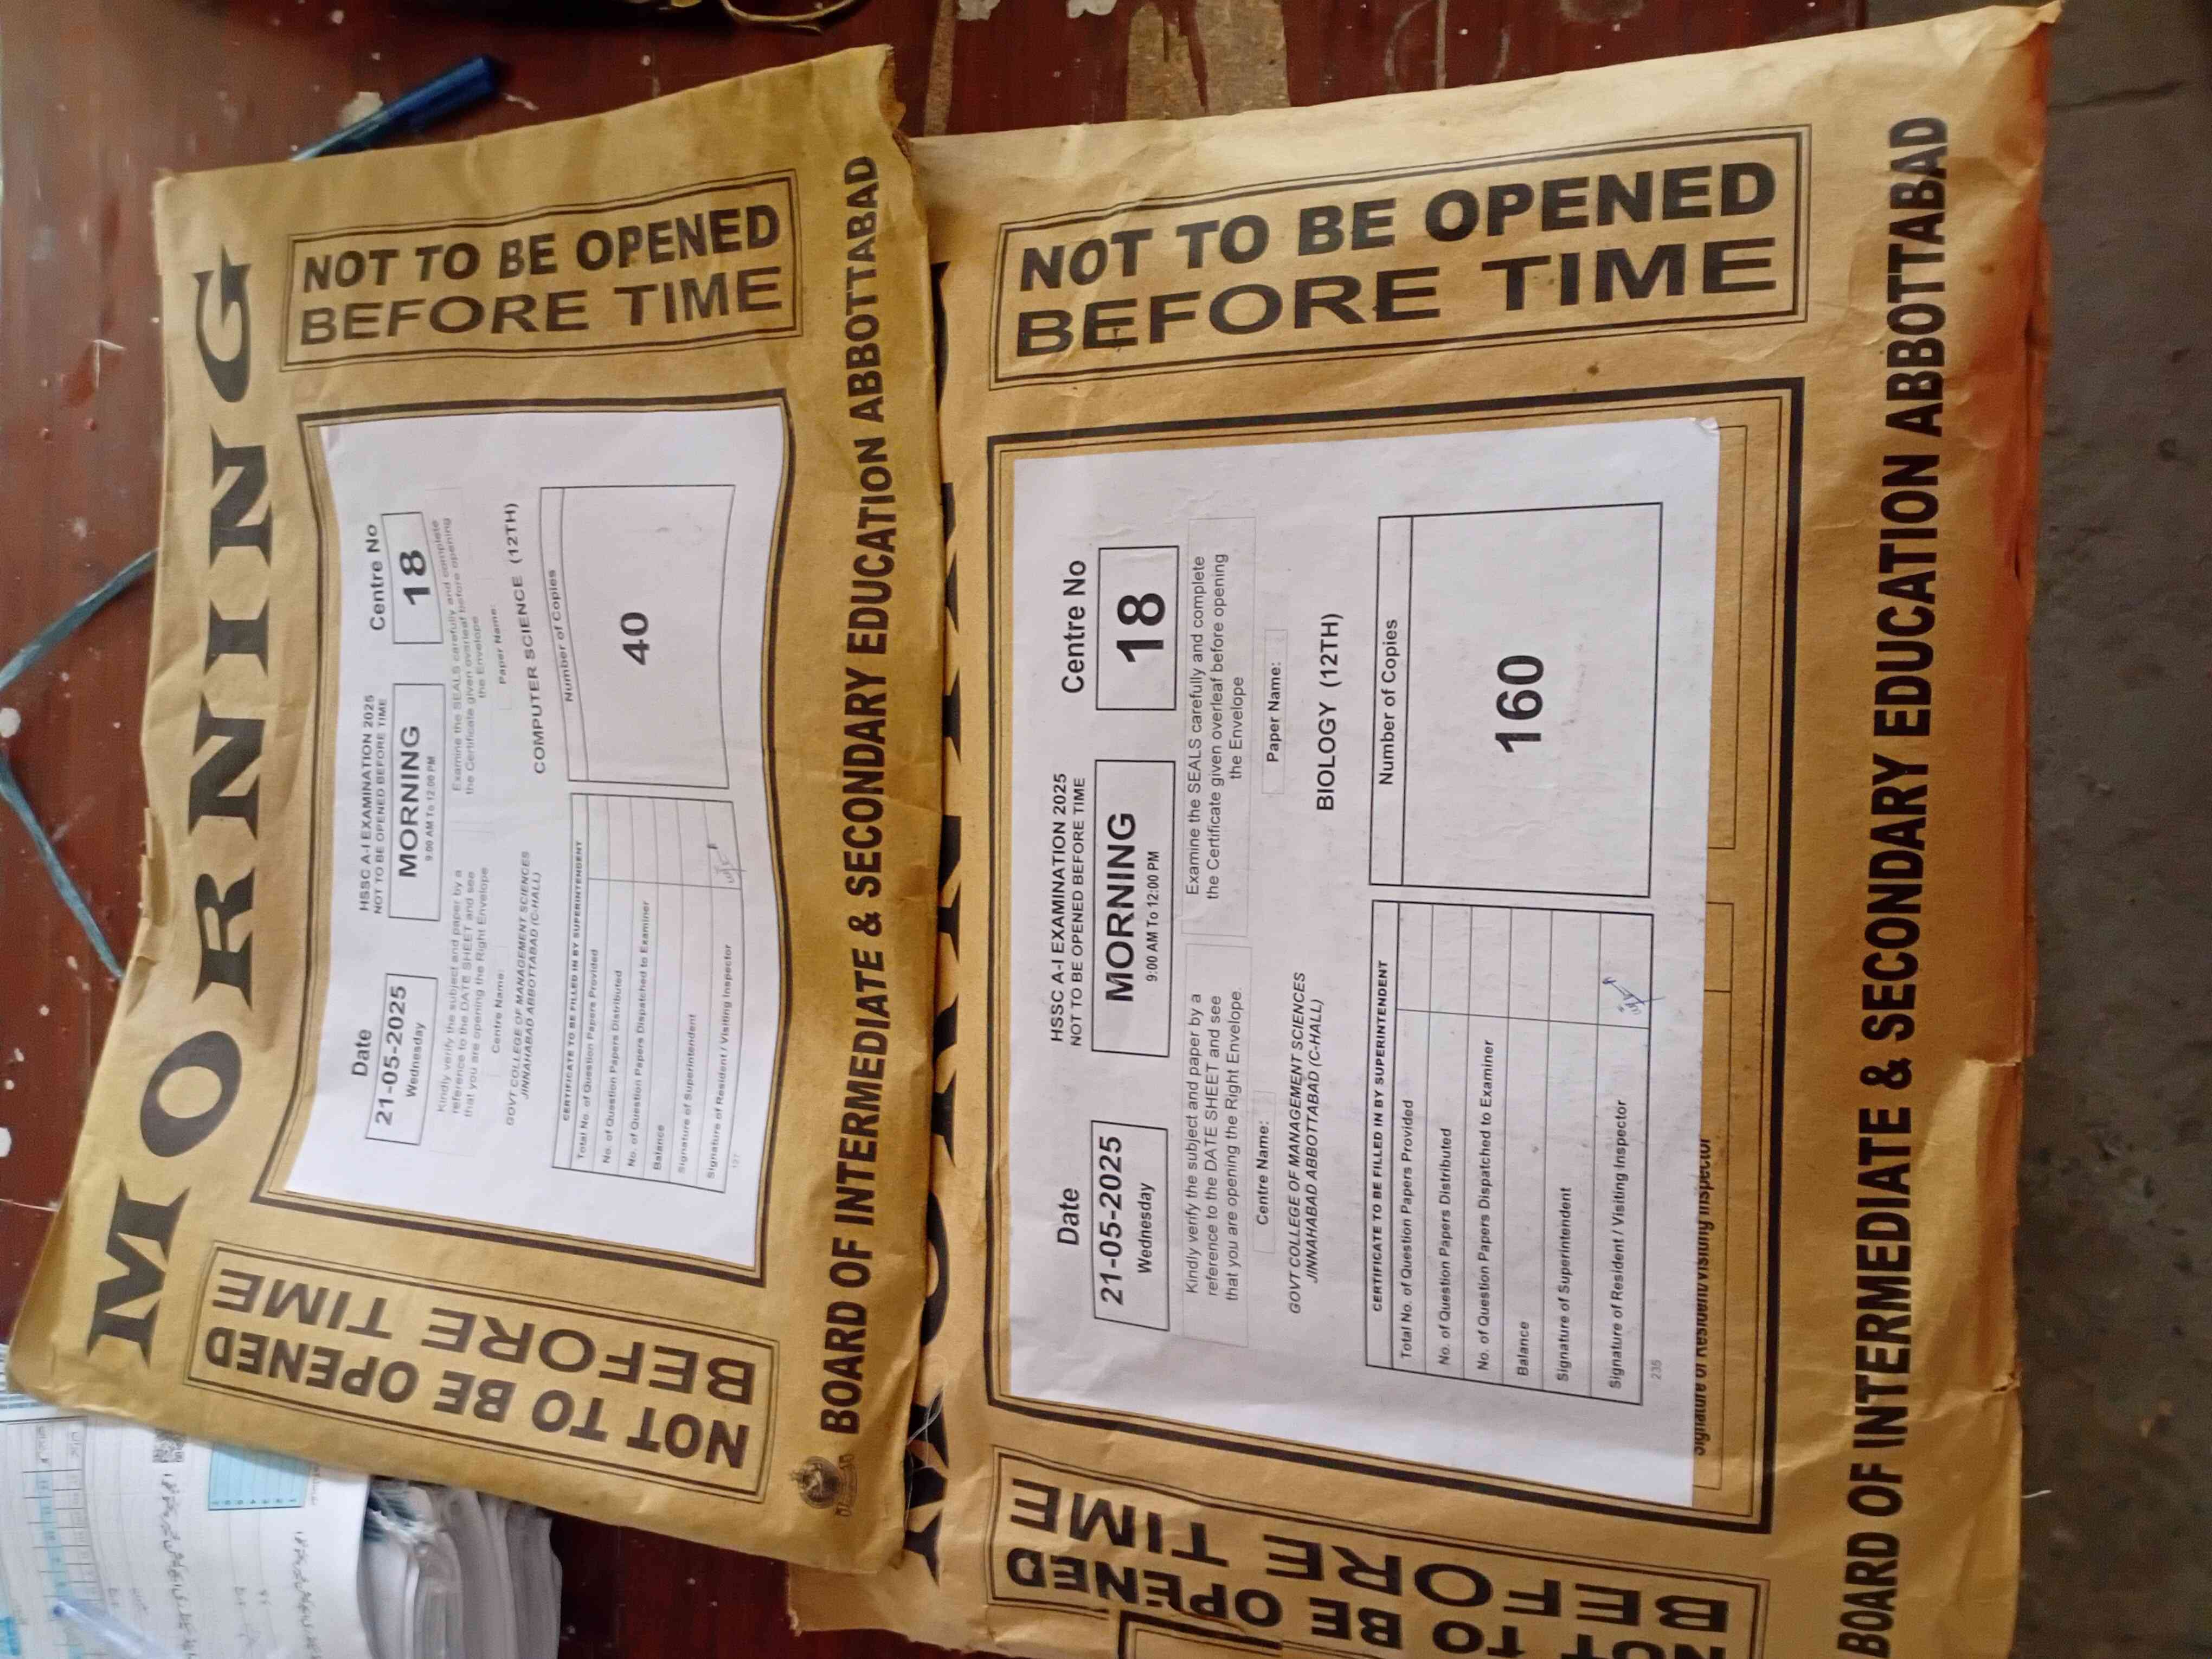 MORNING
NOT TO BE OPENED
BEFORE TIME
NOT TO BE OPENED
BEFORE TIME
HSSC A-I EXAMINATION 2025
NOT TO BE OPENED BEFORE TIME
Date
21-05-2025
Wednesday
MORNING
9:00 AM To 12:00 PM
Centre No
18
Kindly verify the subject and paper by a
reference to the DATE SHEET and see
that you are opening the Right Envelope
Examine the SEALS carefully and complete
the Certificate given overleaf before opening
the Envelope
Centre Name:
GOVT COLLEGE OF MANAGEMENT SCIENCES
JINNAHABAD ABBOTTABAD (C-HALL)
Paper Name:
COMPUTER SCIENCE (12TH)
CERTIFICATE TO BE FILLED IN BY SUPERINTENDENT
Total No. of Question Papers Provided
No. of Question Papers Distributed
No. of Question Papers Dispatched to Examiner
Balance
Signature of Superintendent
Signature of Resident / Visiting Inspector
Number of Copies
40
127
BOARD OF INTERMEDIATE & SECONDARY EDUCATION ABBOTTABAD
NOT TO BE OPENED
BEFORE TIME
NOT TO BE OPENED
BEFORE TIME
HSSC A-I EXAMINATION 2025
NOT TO BE OPENED BEFORE TIME
Date
21-05-2025
Wednesday
MORNING
9:00 AM To 12:00 PM
Centre No
18
Kindly verify the subject and paper by a
reference to the DATE SHEET and see
that you are opening the Right Envelope.
Examine the SEALS carefully and complete
the Certificate given overleaf before opening
the Envelope
Centre Name:
GOVT COLLEGE OF MANAGEMENT SCIENCES
JINNAHABAD ABBOTTABAD (C-HALL)
Paper Name:
BIOLOGY (12TH)
CERTIFICATE TO BE FILLED IN BY SUPERINTENDENT
Total No. of Question Papers Provided
No. of Question Papers Distributed
No. of Question Papers Dispatched to Examiner
Balance
Signature of Superintendent
Signature of Resident / Visiting Inspector
Number of Copies
160
235
Signature of Resident/Visiting Inspector
BOARD OF INTERMEDIATE & SECONDARY EDUCATION ABBOTTABAD